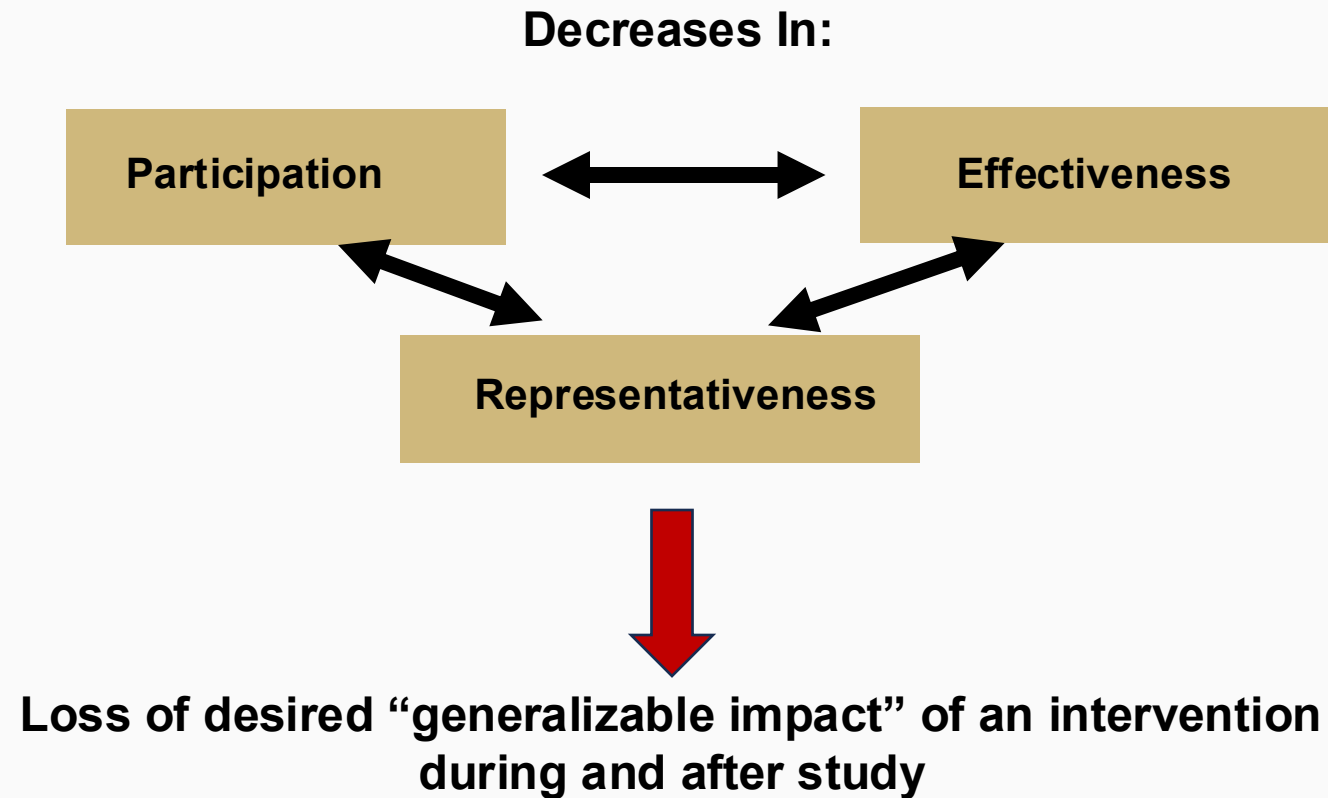 Decreases In:
Participation
Effectiveness
Representativeness
Loss of desired “generalizable impact” of an intervention
during and after study